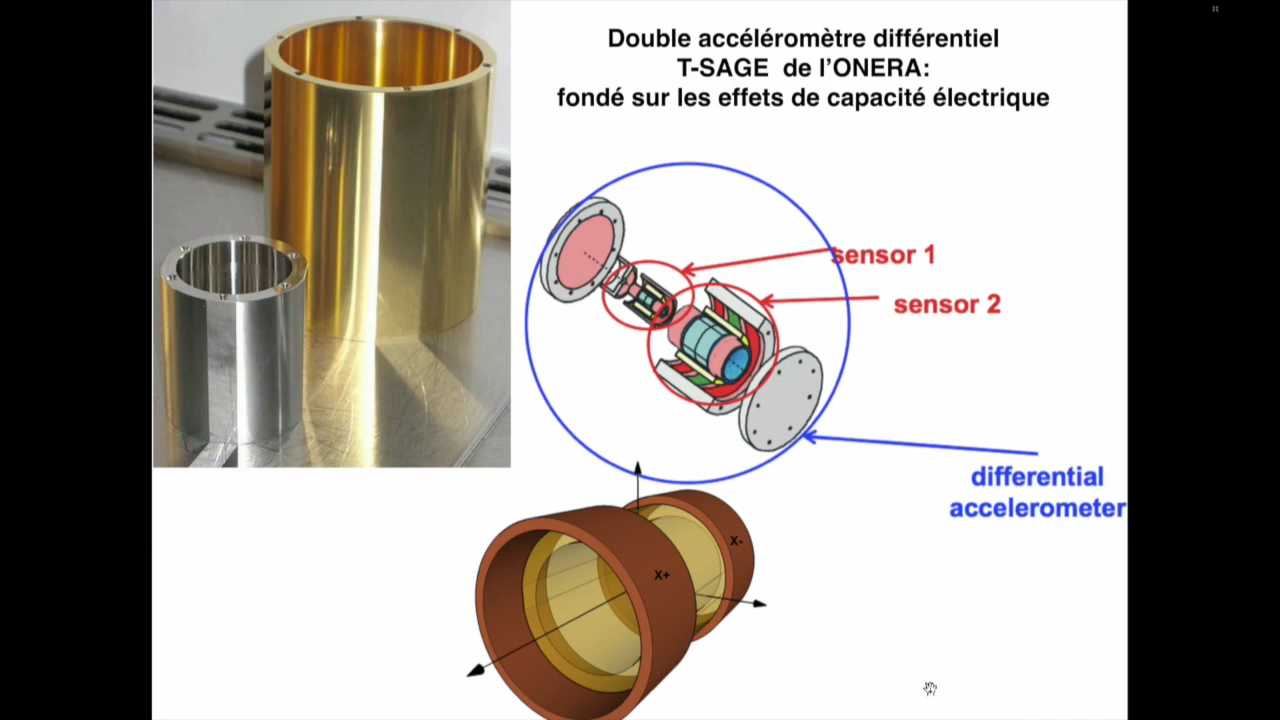 Double accéléromètre différentiel
T-SAGE de l'ONERA:
fondé sur les effets de capacité électrique
sensor 1
sensor 2
differential
accelerometer
X-
X+